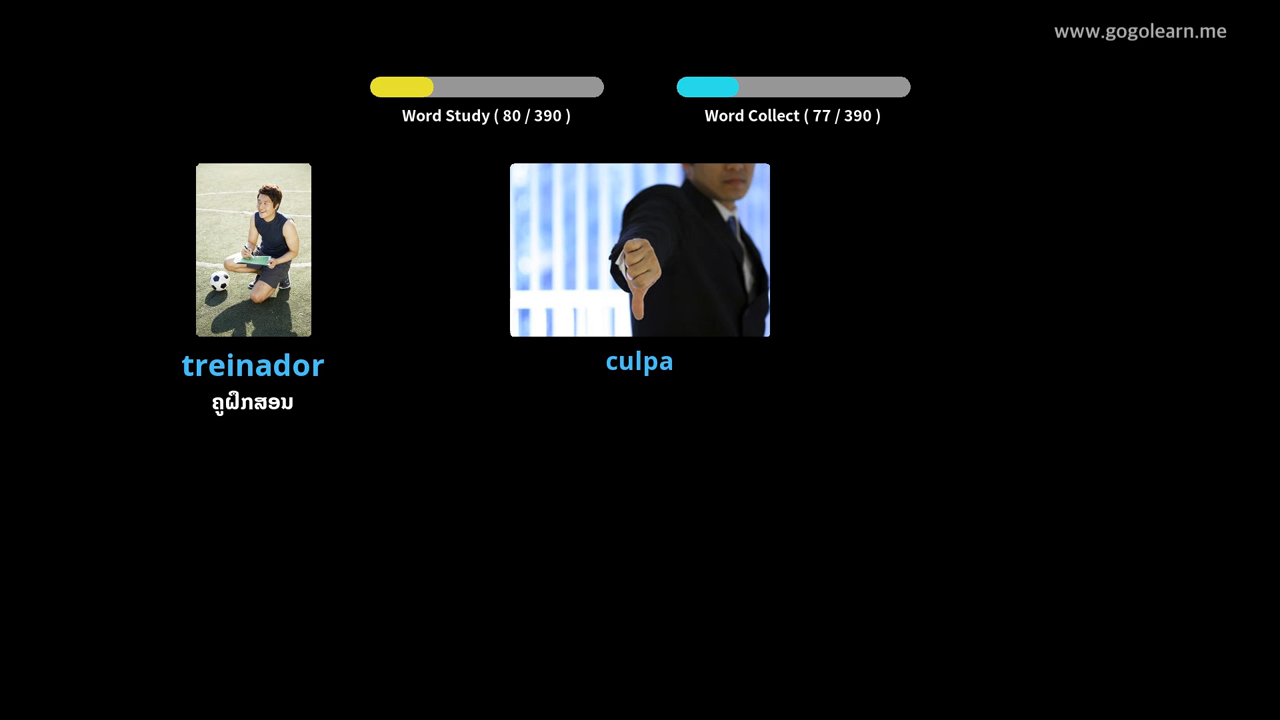 www.gogolearn.me
Word Study ( 80 / 390 )
Word Collect ( 77 / 390 )
treinador
ຄູຝຶກສອນ
culpa